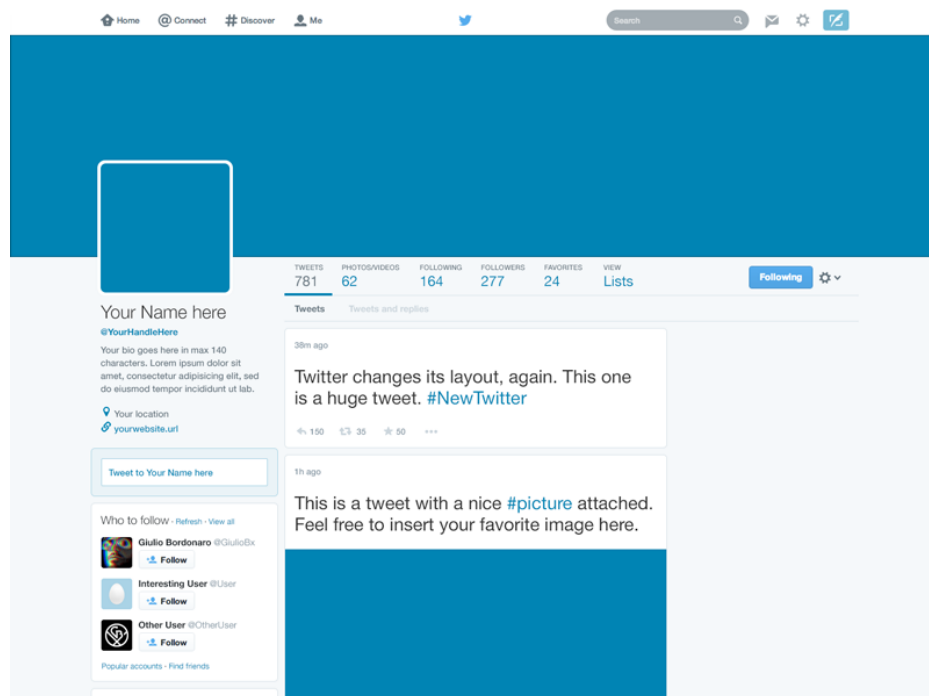 Home Connect Discover Me Search
TWEETS PHOTOS/VIDEOS FOLLOWING FOLLOWERS FAVORITES VIEW
781 62 164 277 24 Lists
Following
Tweets Tweets and replies
Your Name here
@YourHandleHere
Your bio goes here in max 140
characters. Lorem ipsum dolor sit
amet, consectetur adipisicing elit, sed
do eiusmod tempor incididunt ut lab.
Your location
yourwebsite.url
Tweet to Your Name here
Who to follow - Refresh - View all
Giulio Bordonaro @GiulioBx
Follow
Interesting User @User
Follow
Other User @OtherUser
Follow
Popular accounts - Find friends
38m ago
Twitter changes its layout, again. This one
is a huge tweet. #NewTwitter
150 35 50
1h ago
This is a tweet with a nice #picture attached.
Feel free to insert your favorite image here.